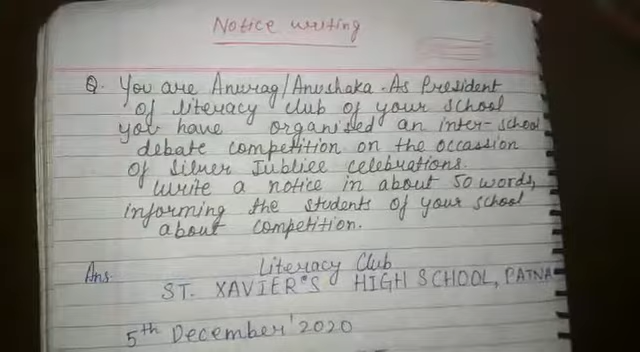 Notice writing
Q. You are Anurag/Anushaka. As President
of literacy club of your school
you have organised an inter-school
debate competition on the occassion
of Silver Jubliee celebrations.
Write a notice in about 50 words,
informing the students of your school
about competition.
Ans. Literacy Club
ST. XAVIER'S HIGH SCHOOL, PATNA
5th December' 2020